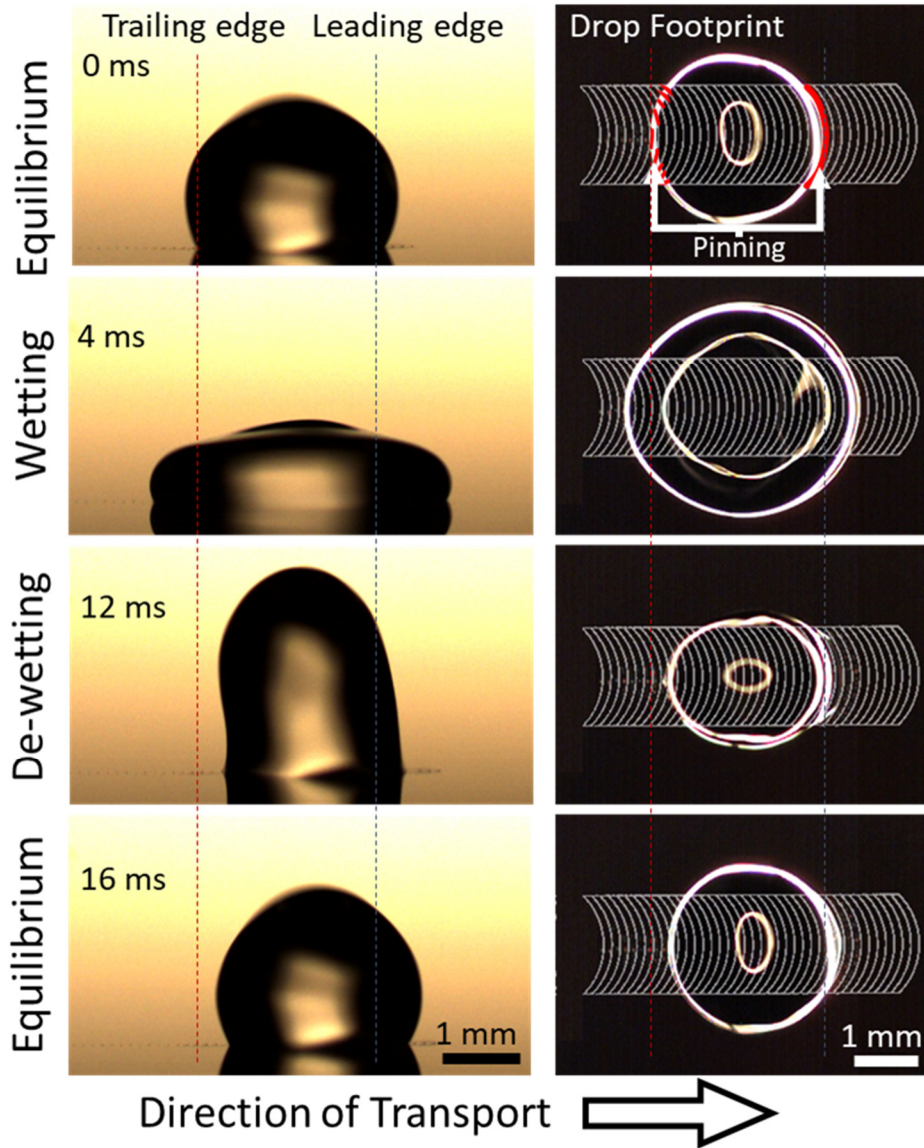 Trailing edge Leading edge
Drop Footprint
0 ms
Equilibrium
Pinning
4 ms
Wetting
12 ms
De-wetting
16 ms
Equilibrium
1 mm
1 mm
Direction of Transport